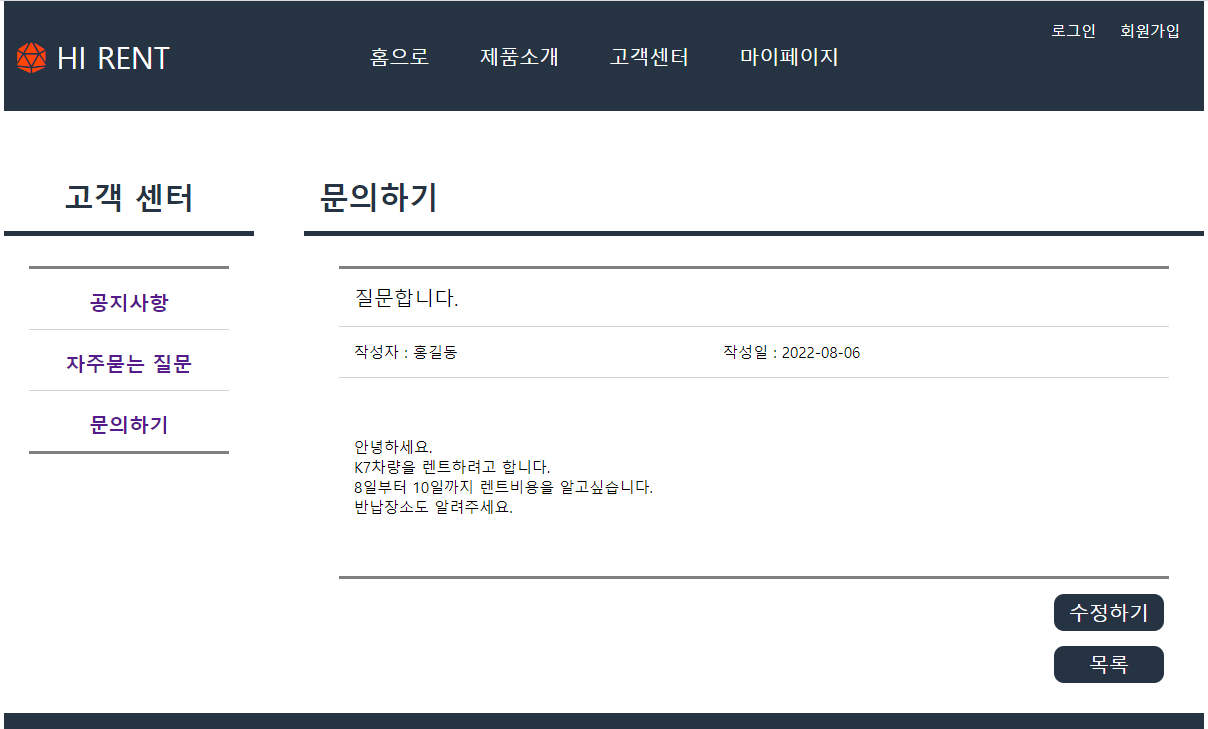 로그인 회원가입
HI RENT 홈으로 제품소개 고객센터 마이페이지
고객 센터
공지사항
자주묻는 질문
문의하기
문의하기
질문합니다.
작성자 : 홍길동 작성일 : 2022-08-06
안녕하세요.
K7차량을 렌트하려고 합니다.
8일부터 10일까지 렌트비용을 알고싶습니다.
반납장소도 알려주세요.
수정하기
목록